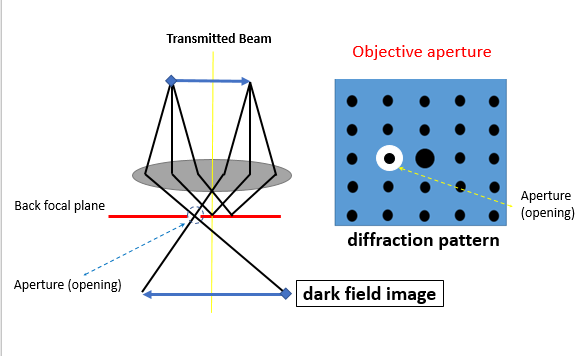 Transmitted Beam
Objective aperture
Back focal plane
Aperture (opening)
dark field image
Aperture
(opening)
diffraction pattern